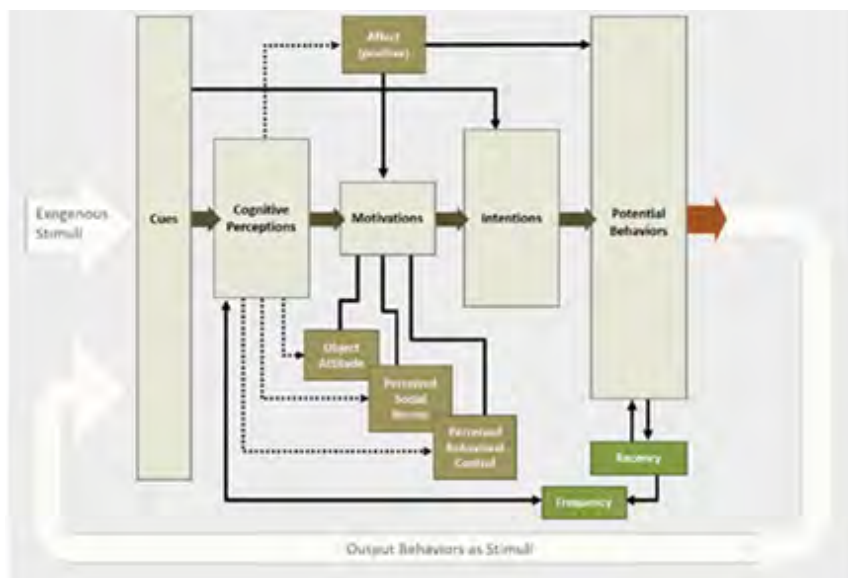 Affect
(positive)
Exogenous
Stimuli
Cues
Cognitive
Perceptions
Motivations
Intentions
Potential
Behaviors
Object
Attitude
Perceived
Social
Norms
Perceived
Behavioral
Control
Recency
Frequency
Output Behaviors as Stimuli